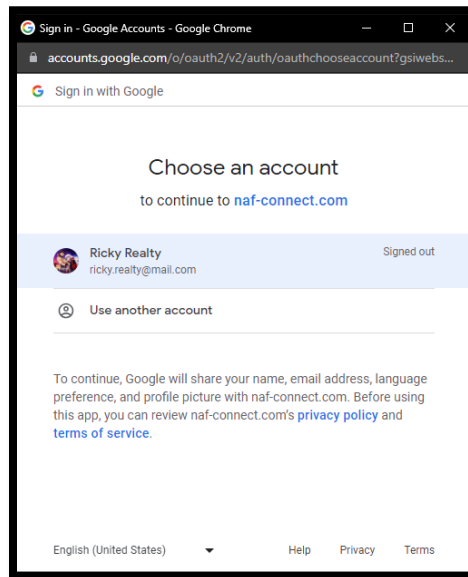 Sign in - Google Accounts - Google Chrome
accounts.google.com/o/oauth2/v2/auth/oauthchooseaccount?gsiwebs...
Sign in with Google
Choose an account
to continue to naf-connect.com
Ricky Realty
Signed out
ricky.realty@mail.com
Use another account
To continue, Google will share your name, email address, language
preference, and profile picture with naf-connect.com. Before using
this app, you can review naf-connect.com's privacy policy and
terms of service.
English (United States) Help Privacy Terms